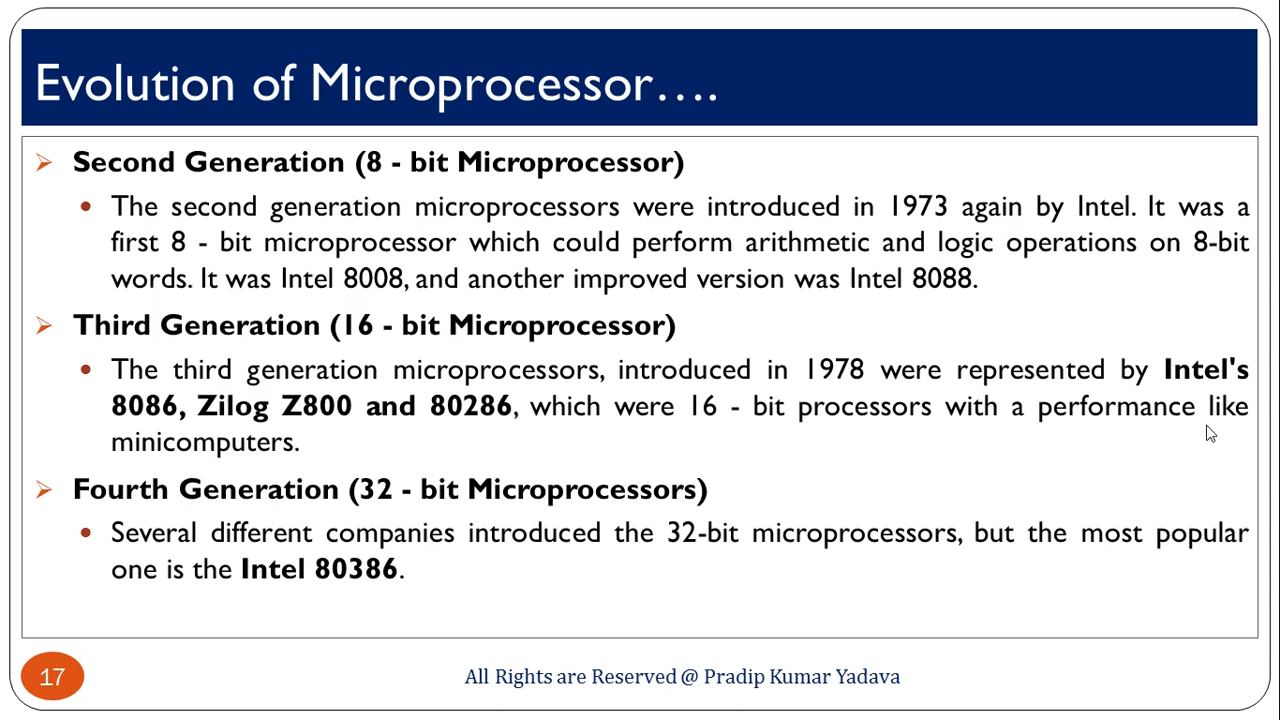 Evolution of Microprocessor….
Second Generation (8 - bit Microprocessor)
The second generation microprocessors were introduced in 1973 again by Intel. It was a
first 8 - bit microprocessor which could perform arithmetic and logic operations on 8-bit
words. It was Intel 8008, and another improved version was Intel 8088.
Third Generation (16 - bit Microprocessor)
The third generation microprocessors, introduced in 1978 were represented by Intel's
8086, Zilog Z800 and 80286, which were 16 - bit processors with a performance like
minicomputers.
Fourth Generation (32 - bit Microprocessors)
Several different companies introduced the 32-bit microprocessors, but the most popular
one is the Intel 80386.
17
All Rights are Reserved @ Pradip Kumar Yadava